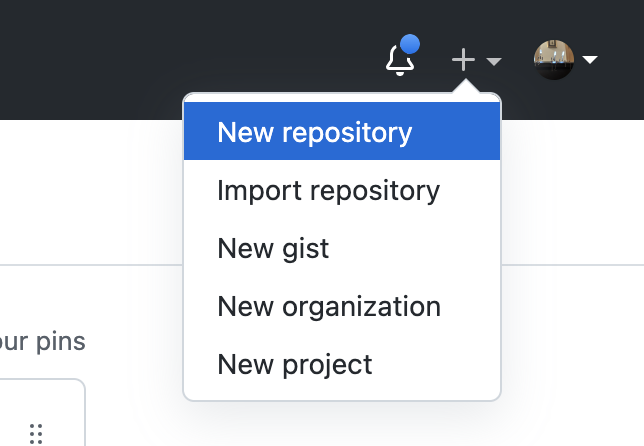 New repository
Import repository
New gist
New organization
New project
our pins